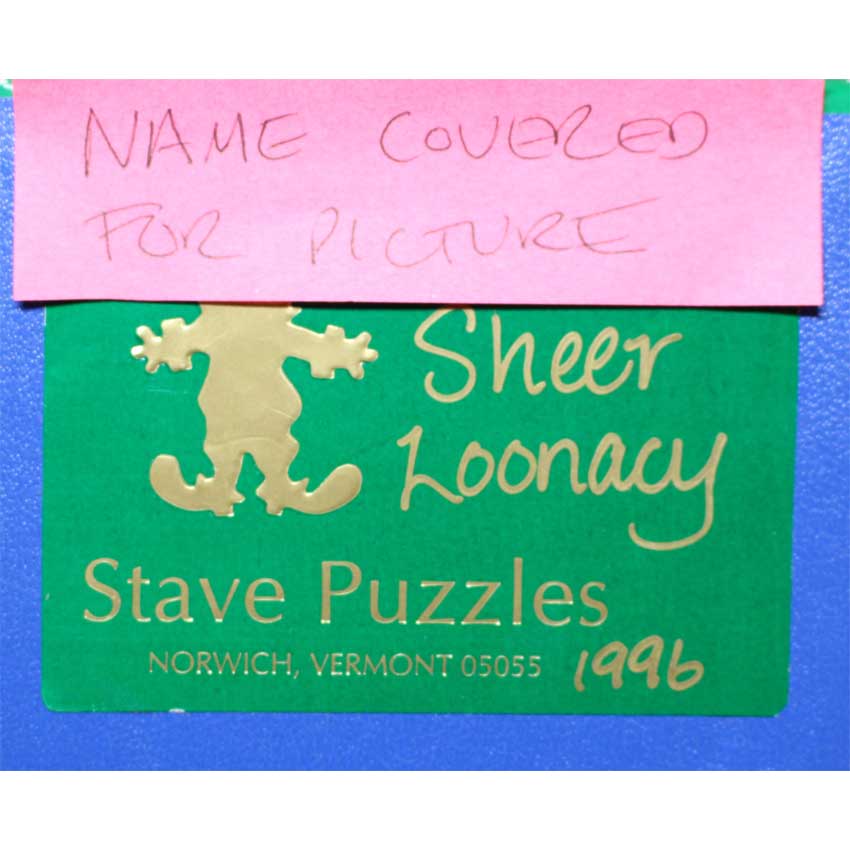 NAME COVERED
FOR PICTURE
Sheer
Loonacy
Stave Puzzles
NORWICH, VERMONT 05055 1996